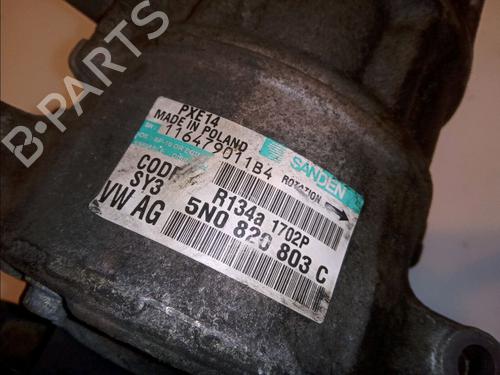 B-PARTS
PXE14
MADE IN POLAND
SANDEN
116479011B4
ROTATION
CODE
SY3
R134a 1702P
VW AG
5N0 820 803 C